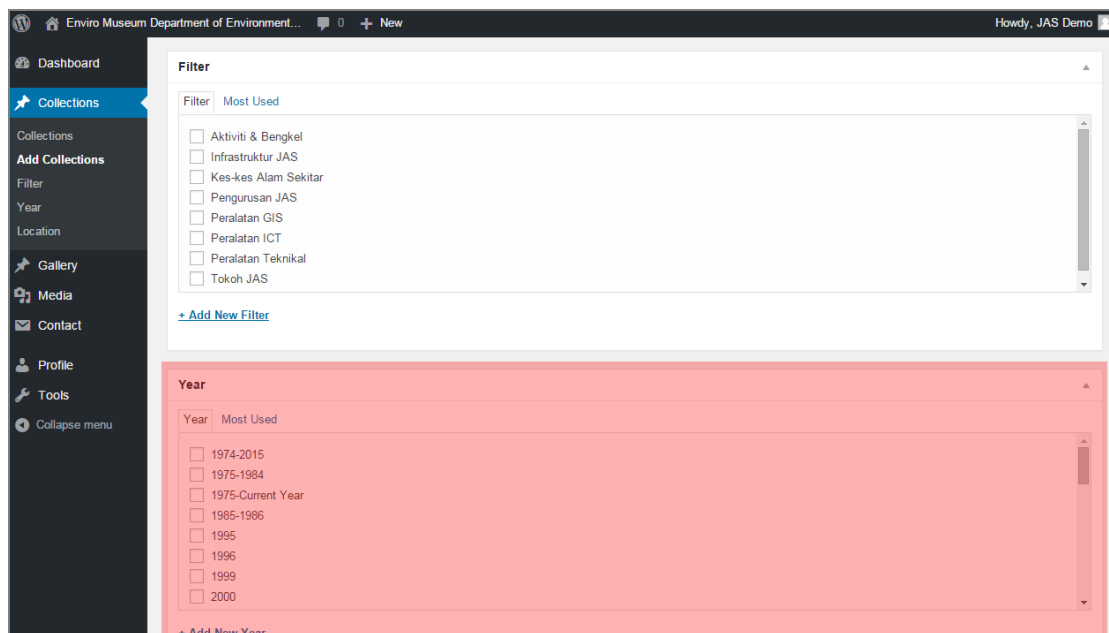 Enviro Museum Department of Environment... 0 + New Howdy, JAS Demo
Dashboard
Collections
Collections
Add Collections
Filter
Year
Location
Gallery
Media
Contact
Profile
Tools
Collapse menu
Filter
Filter Most Used
Aktiviti & Bengkel
Infrastruktur JAS
Kes-kes Alam Sekitar
Pengurusan JAS
Peralatan GIS
Peralatan ICT
Peralatan Teknikal
Tokoh JAS
+ Add New Filter
Year
Year Most Used
1974-2015
1975-1984
1975-Current Year
1985-1986
1995
1996
1999
2000
+ Add New Year